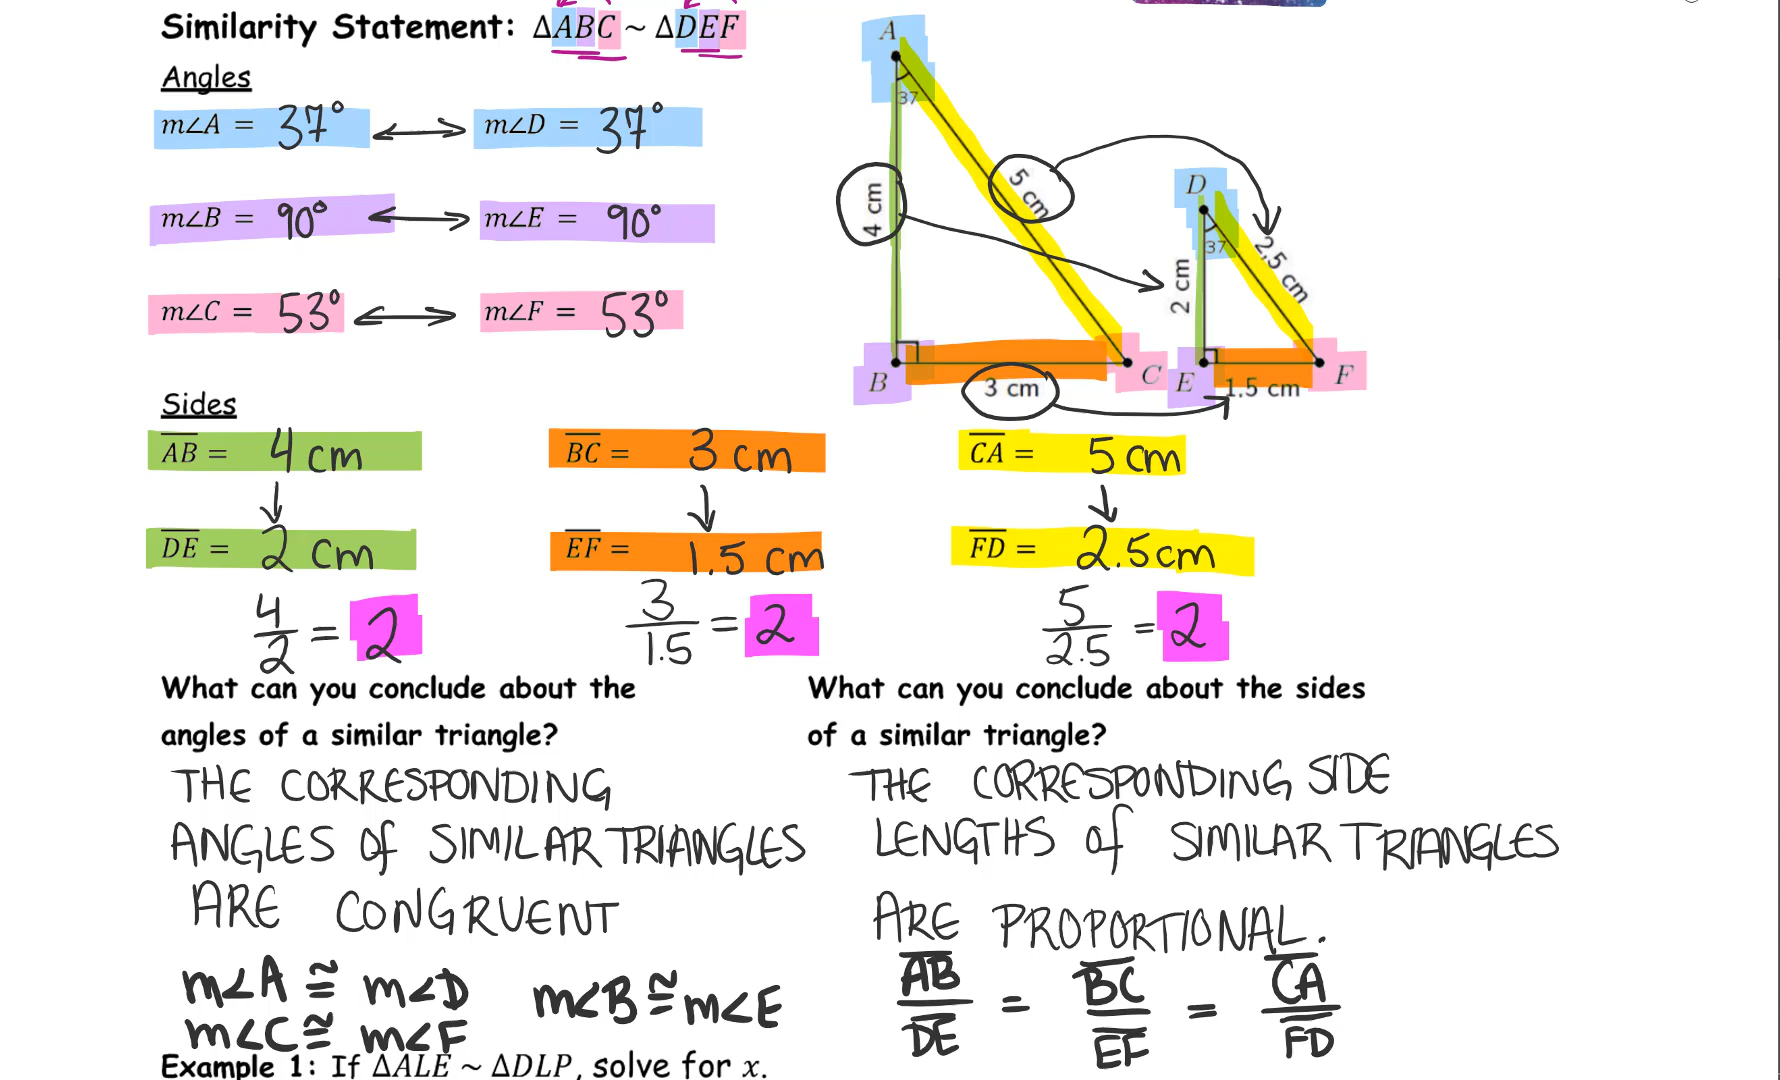 Similarity Statement: ΔABC ~ ΔDEF
Angles
m∠A = 37° m∠D = 37°
m∠B = 90° m∠E = 90°
m∠C = 53° m∠F = 53°
A
37
4 cm
5 cm
B
3 cm
C
D
37
2 cm
2,5 cm
E
1.5 cm
F
Sides
AB = 4 cm BC = 3 cm CA = 5 cm
DE = 2 cm EF = 1.5 cm FD = 2.5cm
4/2 = 2 3/1.5 = 2 5/2.5 = 2
What can you conclude about the
angles of a similar triangle?
THE CORRESPONDING
ANGLES of SIMILAR TRIANGLES
ARE CONGRUENT
m∠A ≅ m∠D m∠B ≅ m∠E
m∠C ≅ m∠F
What can you conclude about the sides
of a similar triangle?
THE CORRESPONDING SIDE
LENGTHS of SIMILAR TRIANGLES
ARE PROPORTIONAL.
AB/DE = BC/EF = CA/FD
Example 1: If ΔALE ~ ΔDLP, solve for x.